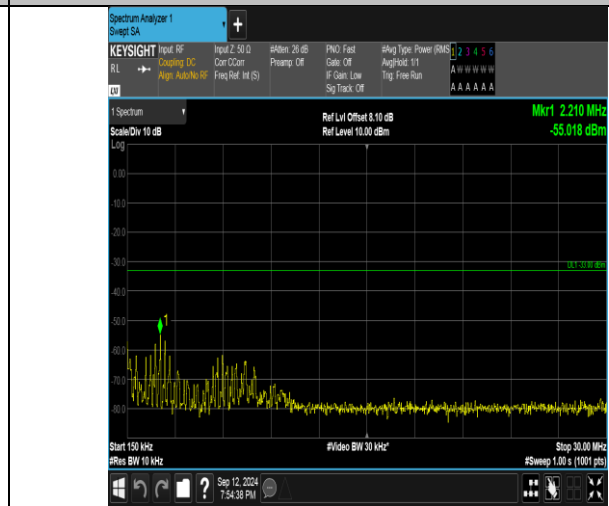 Spectrum Analyzer 1
Swept SA
+
KEYSIGHT
RL
Input: RF
Coupling: DC
Align: Auto/No RF
Input Z: 50 Ω
Corr CCorr
Freq Ref: Int (S)
#Atten: 26 dB
Preamp: Off
PNO: Fast
Gate: Off
IF Gain: Low
Sig Track: Off
#Avg Type: Power (RMS
Avg|Hold: 1/1
Trig: Free Run
1 2 3 4 5 6
A W W W W W
A A A A A A
1 Spectrum
Scale/Div 10 dB
Log
Ref Lvl Offset 8.10 dB
Ref Level 10.00 dBm
Mkr1 2.210 MHz
-55.018 dBm
0.00
-10.0
-20.0
-30.0
DL1 -33.00 dBm
-40.0
-50.0
1
-60.0
-70.0
-80.0
Start 150 kHz
#Res BW 10 kHz
#Video BW 30 kHz*
Stop 30.00 MHz
#Sweep 1.00 s (1001 pts)
?
Sep 12, 2024
7:54:38 PM